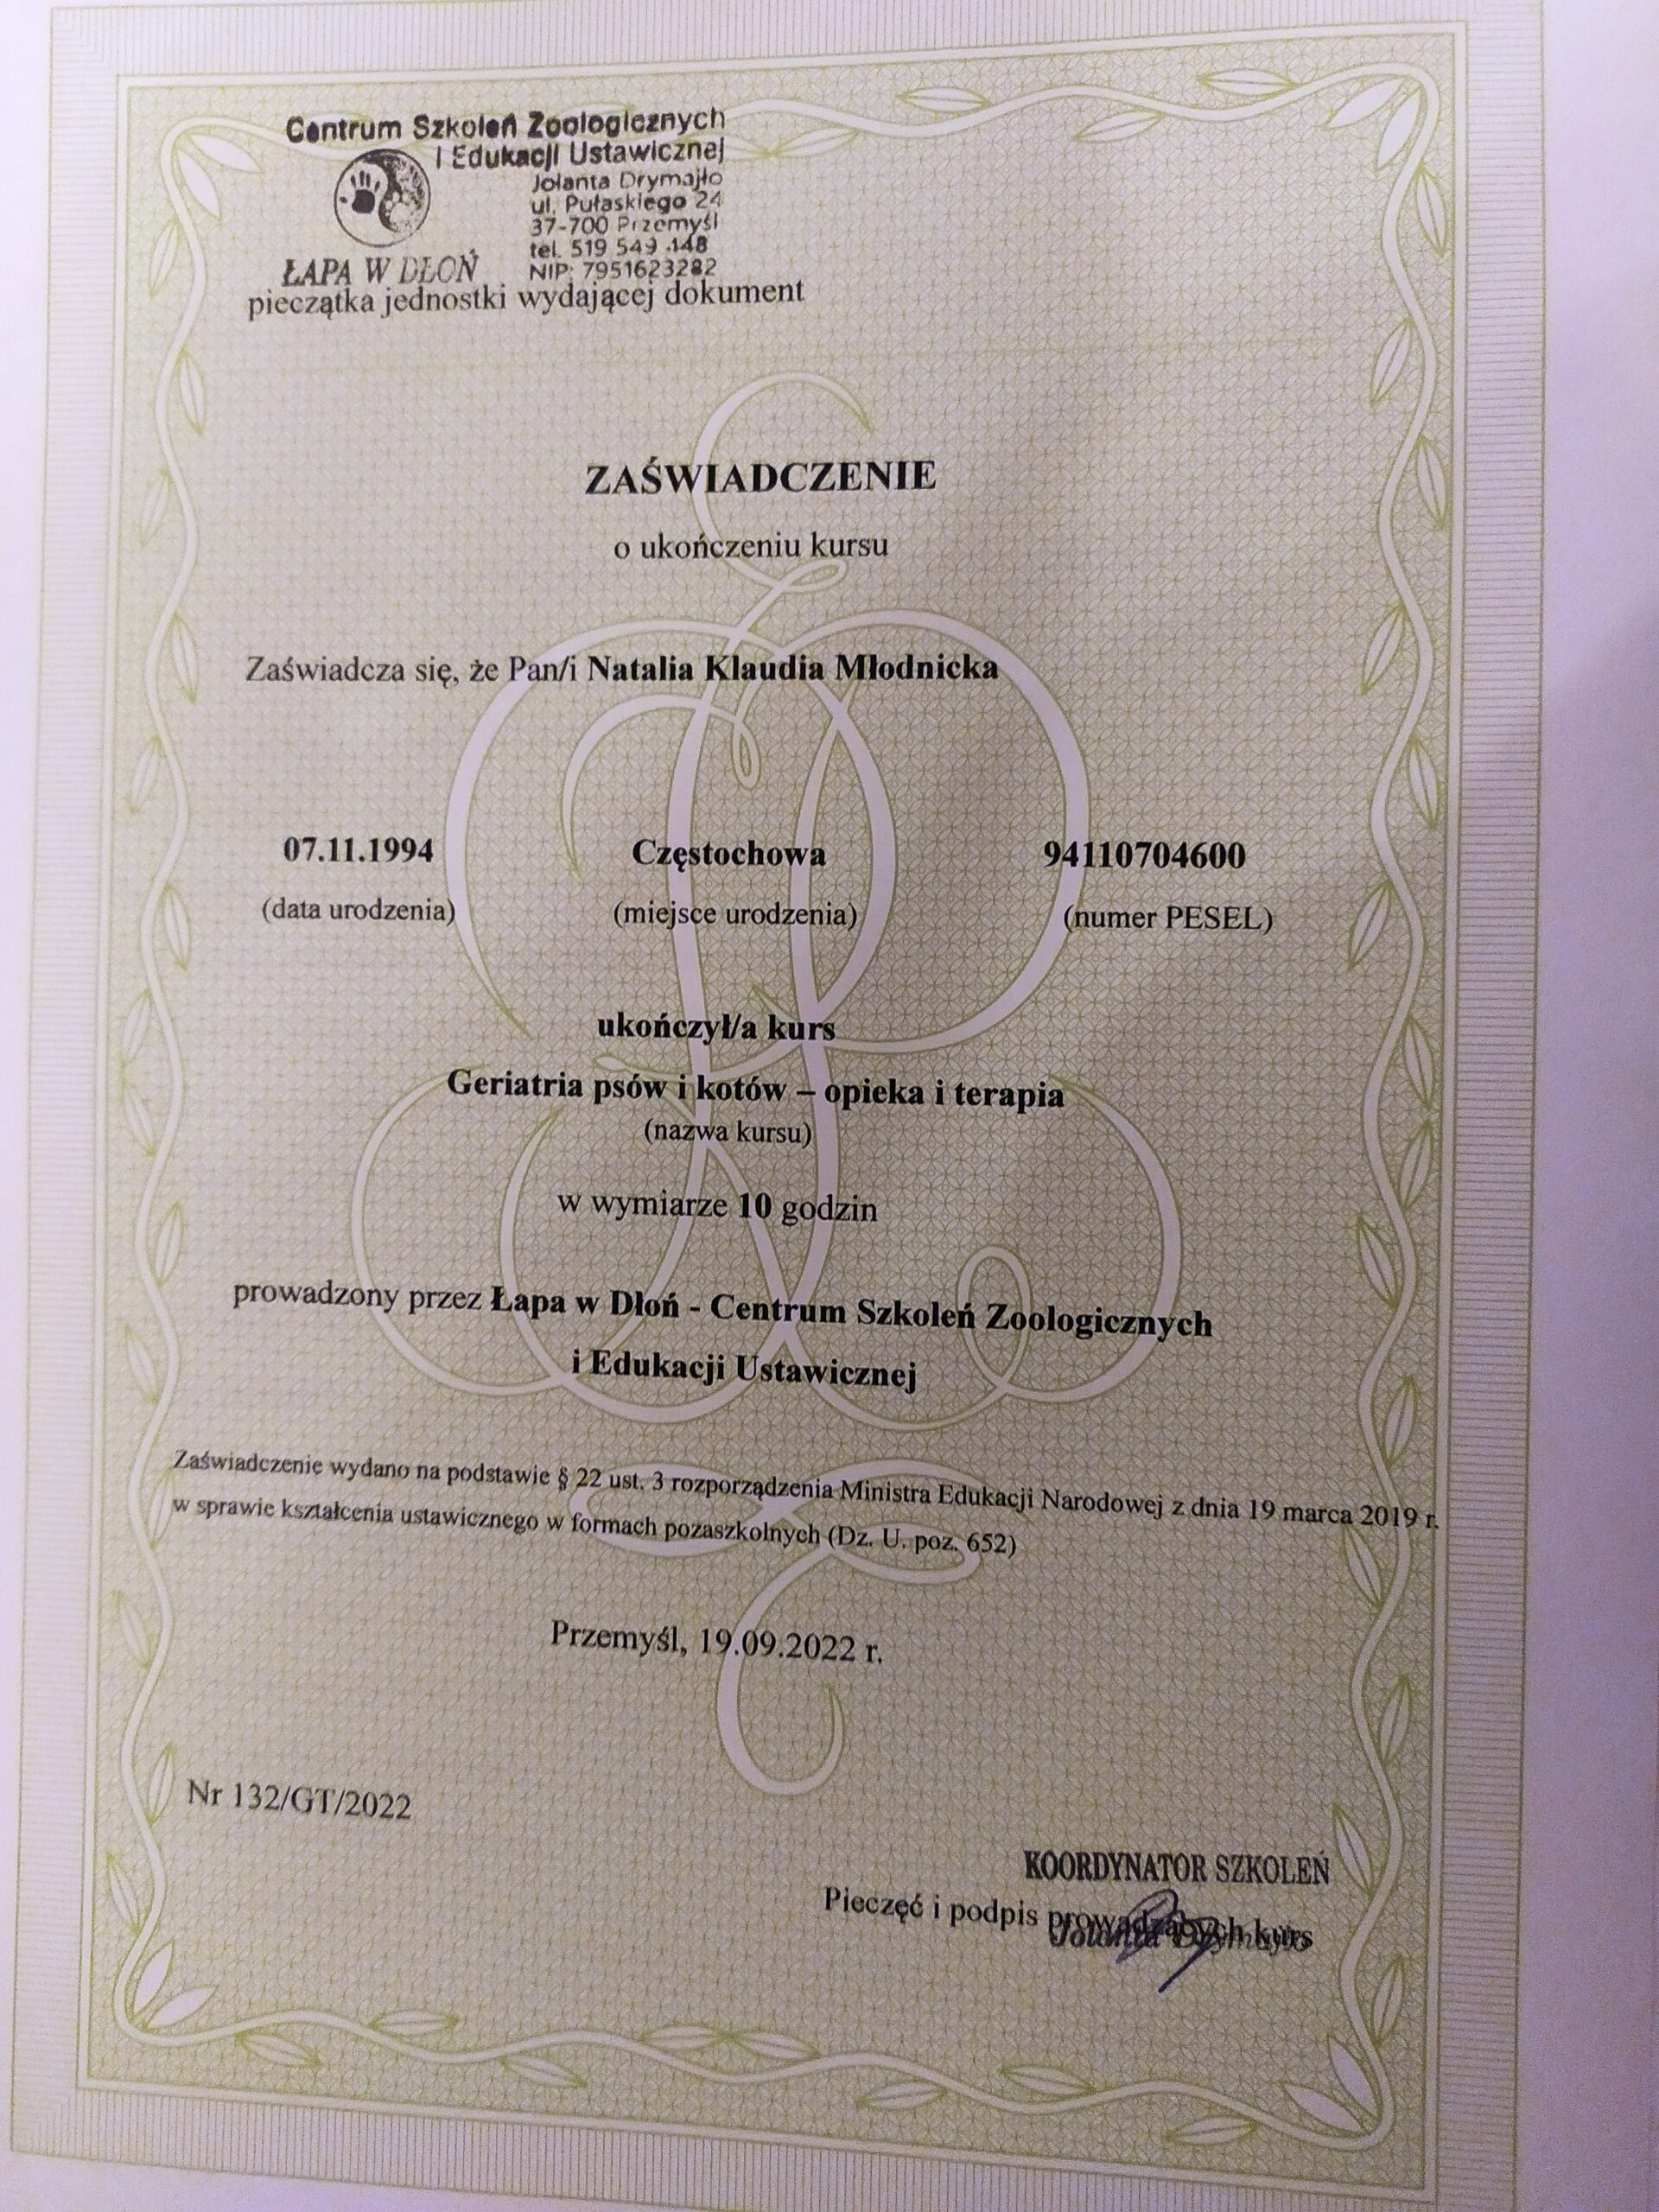 Centrum Szkoleń Zoologicznych
i Edukacji Ustawicznej
Jolanta Drymajło
ul. Pułaskiego 24
37-700 Przemyśl
tel. 519 549 148
NIP: 7951623282
ŁAPA W DŁOŃ
pieczątka jednostki wydającej dokument
ZAŚWIADCZENIE
o ukończeniu kursu
Zaświadcza się, że Pan/i Natalia Klaudia Młodnicka
07.11.1994 Częstochowa 94110704600
(data urodzenia) (miejsce urodzenia) (numer PESEL)
ukończył/a kurs
Geriatria psów i kotów – opieka i terapia
(nazwa kursu)
w wymiarze 10 godzin
prowadzony przez Łapa w Dłoń - Centrum Szkoleń Zoologicznych
i Edukacji Ustawicznej
Zaświadczenie wydano na podstawie § 22 ust. 3 rozporządzenia Ministra Edukacji Narodowej z dnia 19 marca 2019 r.
w sprawie kształcenia ustawicznego w formach pozaszkolnych (Dz. U. poz. 652)
Przemyśl, 19.09.2022 r.
Nr 132/GT/2022
KOORDYNATOR SZKOLEŃ
Pieczęć i podpis prowadzących kurs
Jolanta Drymajło